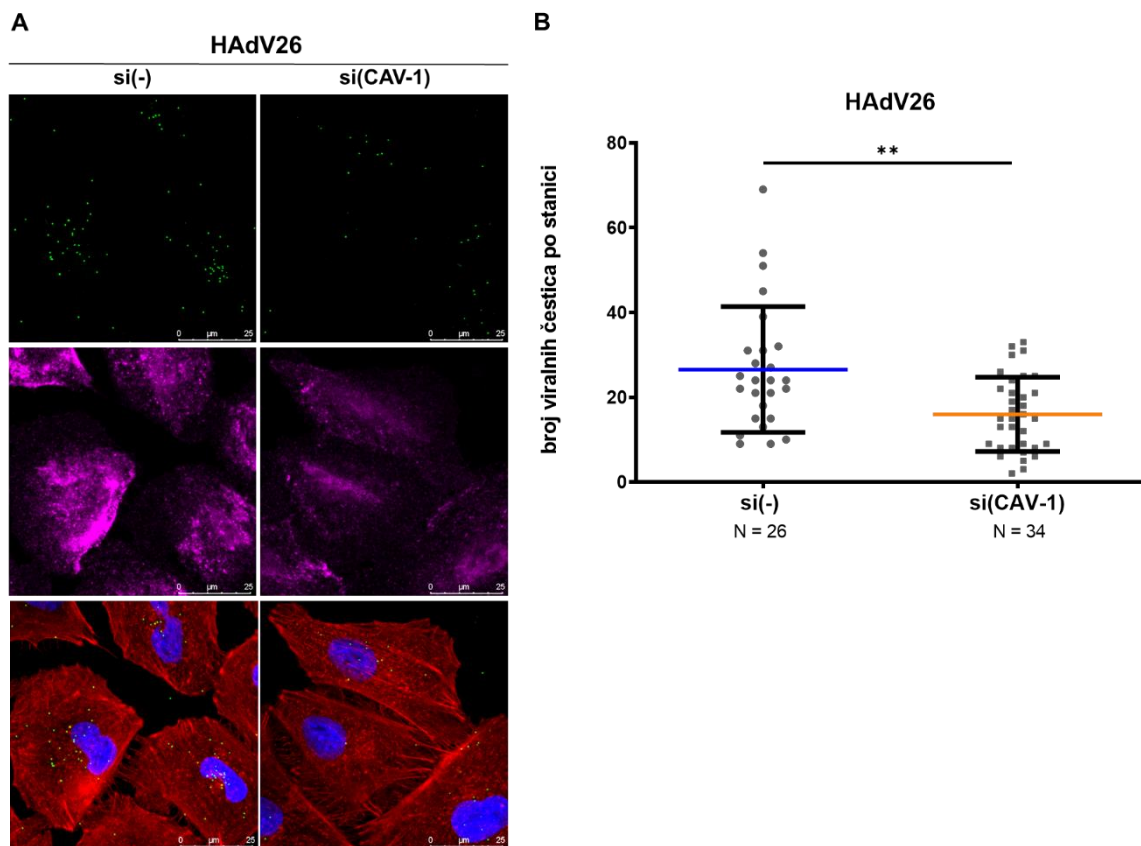 A
HAdV26
si(-) si(CAV-1)
0 µm 25
0 µm 25
0 µm 25
0 µm 25
0 µm 25
0 µm 25
B
HAdV26
**
broj viralnih čestica po stanici
80
60
40
20
0
si(-) si(CAV-1)
N = 26 N = 34